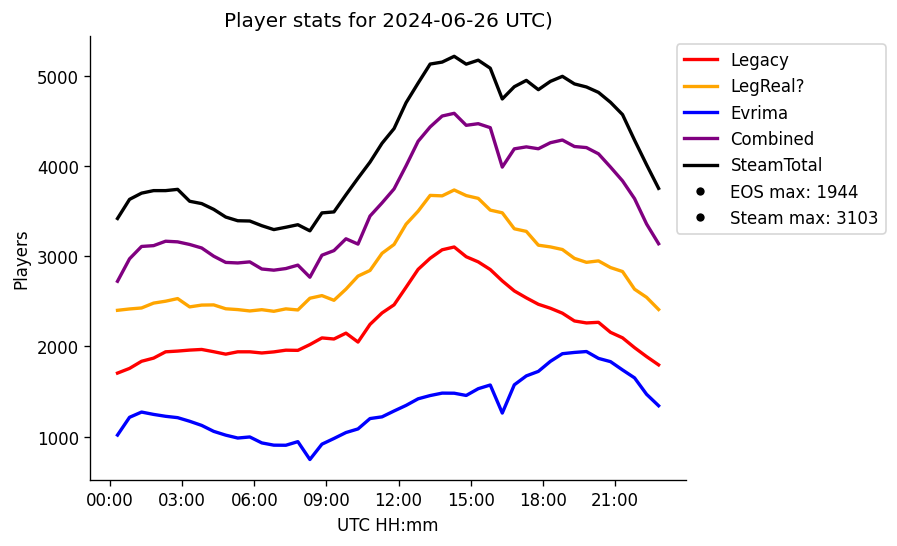 Player stats for 2024-06-26 UTC)
Legacy
LegReal?
Evrima
Combined
SteamTotal
EOS max: 1944
Steam max: 3103
Players
5000
4000
3000
2000
1000
00:00 03:00 06:00 09:00 12:00 15:00 18:00 21:00
UTC HH:mm